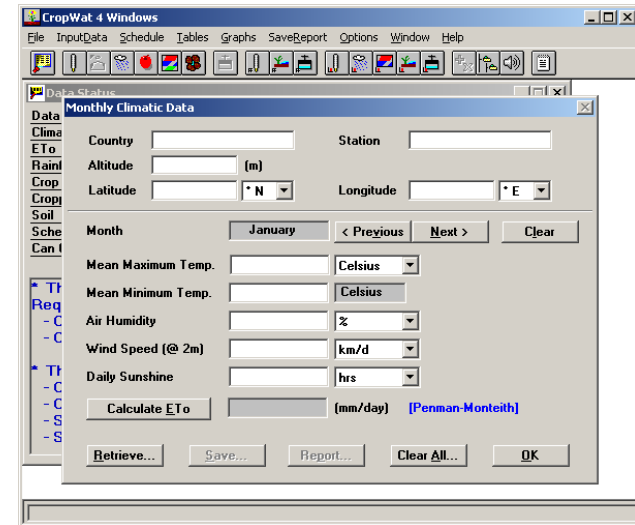 CropWat 4 Windows
File InputData Schedule Tables Graphs SaveReport Options Window Help
Data Status
Monthly Climatic Data
Data
Clima
ETo
Rainf
Crop
Cropp
Soil
Sche
Can
Country Station
Altitude (m)
Latitude ° N Longitude ° E
Month January < Previous Next > Clear
Mean Maximum Temp. Celsius
Mean Minimum Temp. Celsius
Air Humidity %
Wind Speed (@ 2m) km/d
Daily Sunshine hrs
Calculate ETo (mm/day) [Penman-Monteith]
Retrieve... Save... Report... Clear All... OK
* Th
Req
- C
- C
* Th
- C
- C
- S
- S